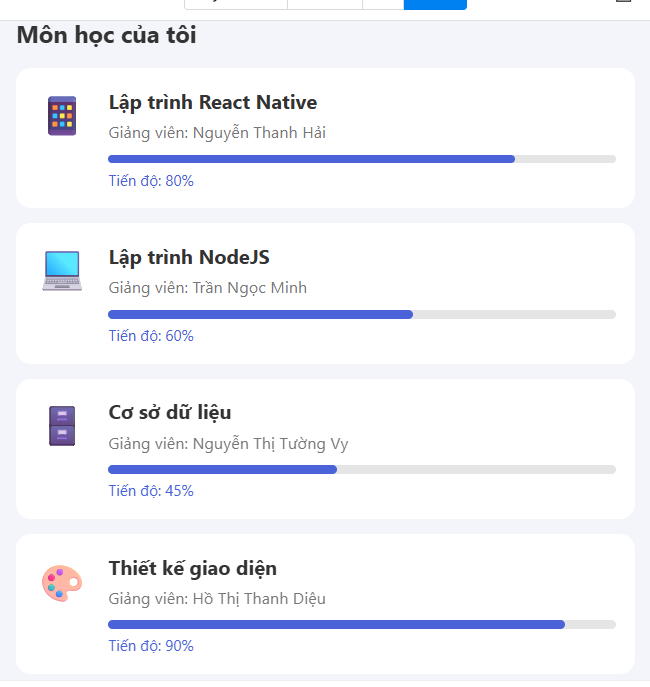 Môn học của tôi
Lập trình React Native
Giảng viên: Nguyễn Thanh Hải
Tiến độ: 80%
Lập trình NodeJS
Giảng viên: Trần Ngọc Minh
Tiến độ: 60%
Cơ sở dữ liệu
Giảng viên: Nguyễn Thị Tường Vy
Tiến độ: 45%
Thiết kế giao diện
Giảng viên: Hồ Thị Thanh Diệu
Tiến độ: 90%